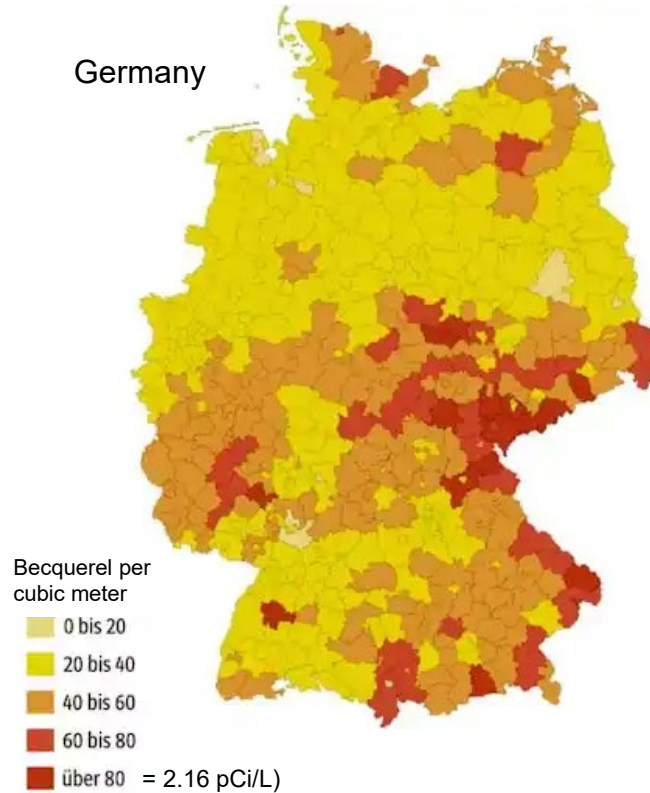 Germany
Becquerel per
cubic meter
0 bis 20
20 bis 40
40 bis 60
60 bis 80
über 80 = 2.16 pCi/L)